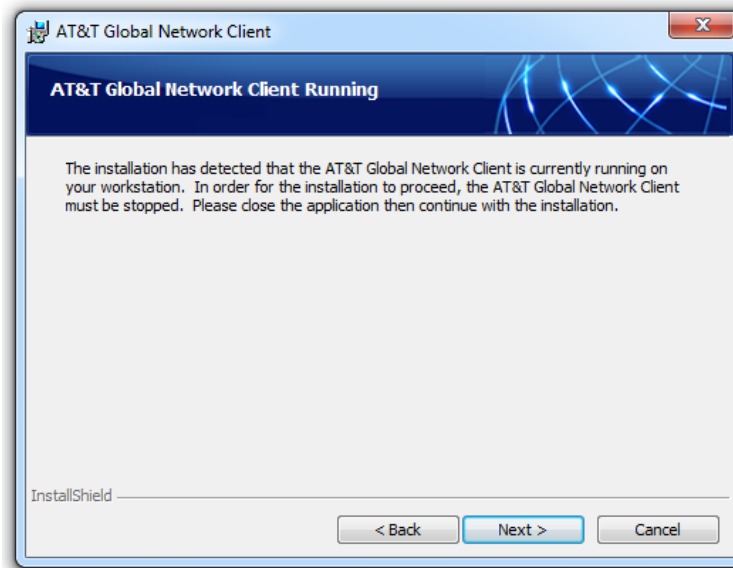 AT&T Global Network Client
AT&T Global Network Client Running
The installation has detected that the AT&T Global Network Client is currently running on
your workstation.  In order for the installation to proceed, the AT&T Global Network Client
must be stopped.  Please close the application then continue with the installation.
InstallShield
< Back
Next >
Cancel